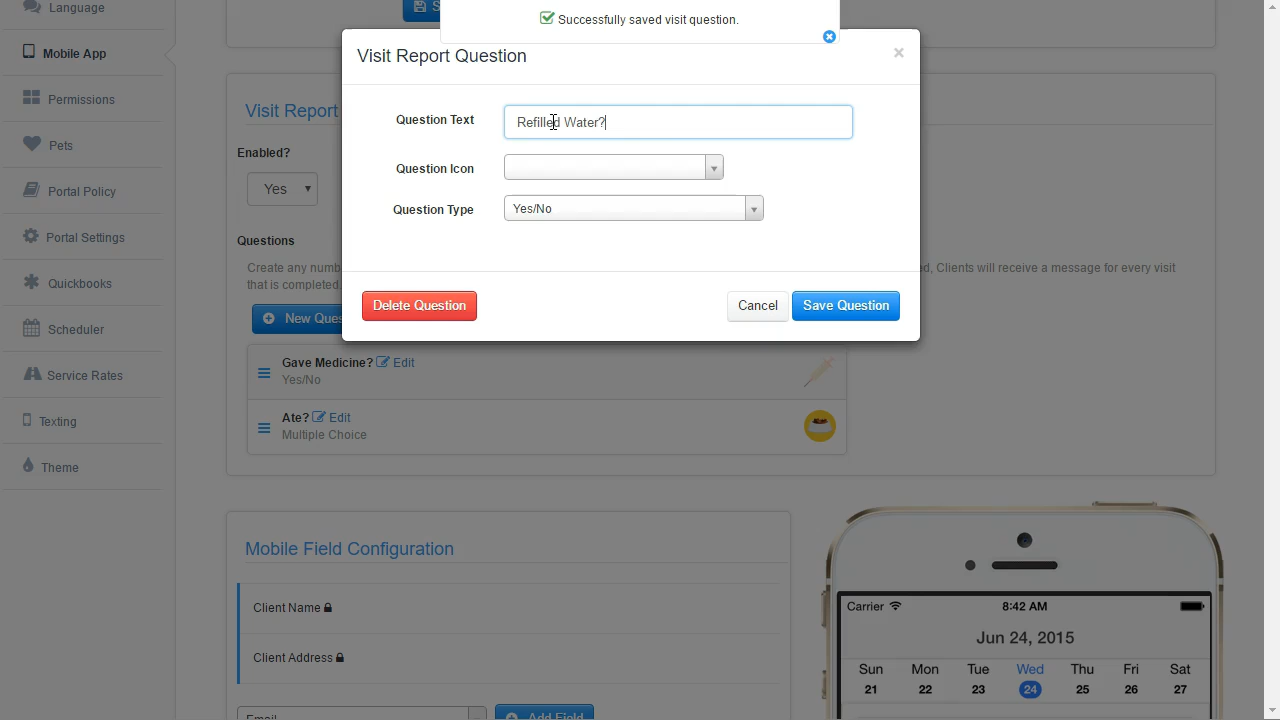 Language
S
Successfully saved visit question.
Mobile App
Visit Report Question
×
Permissions
Question Text
Refilled Water?
Visit Report
Pets
Enabled?
Question Icon
Portal Policy
Yes
Question Type
Yes/No
Portal Settings
Questions
Quickbooks
Create any numb
d, Clients will receive a message for every visit
that is completed.
Delete Question
Cancel
Save Question
New Ques
Scheduler
Gave Medicine? Edit
Yes/No
Service Rates
Ate? Edit
Multiple Choice
Texting
Theme
Mobile Field Configuration
Client Name
Client Address
Email
Add Field
Carrier
8:42 AM
Jun 24, 2015
Sun Mon Tue Wed Thu Fri Sat
21 22 23 24 25 26 27